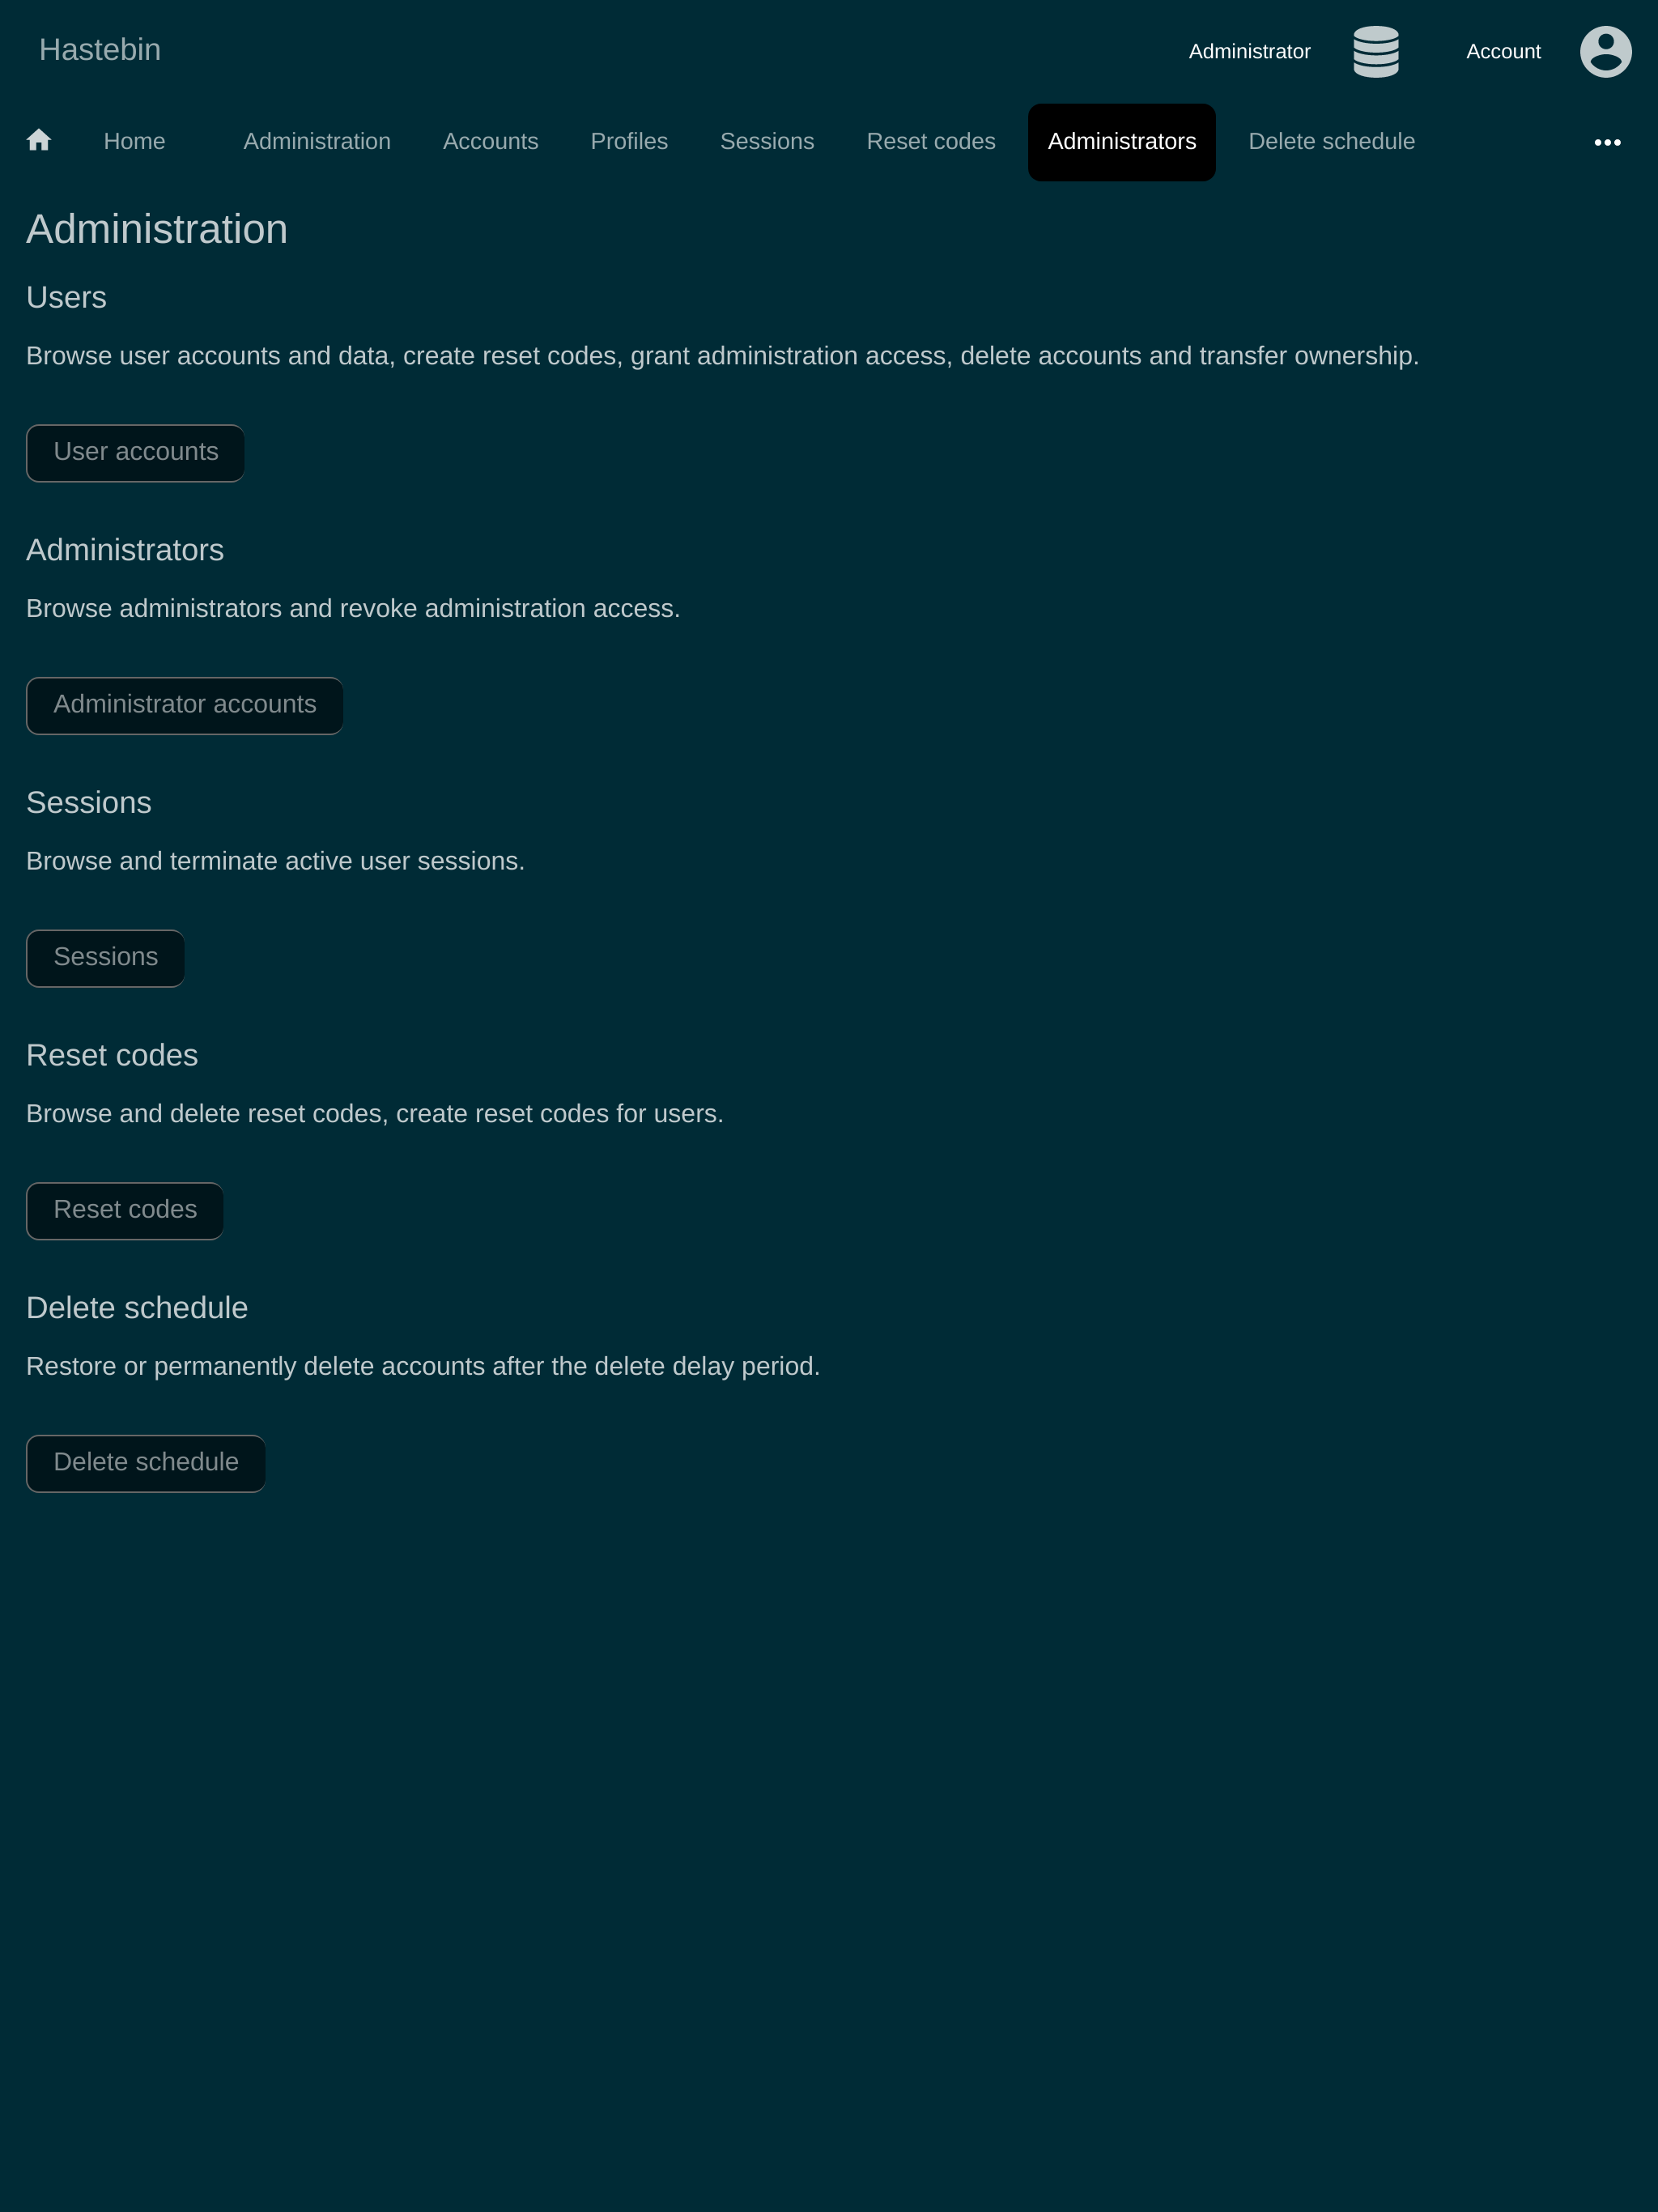 Hastebin
Administrator
Account
Home
Administration
Accounts
Profiles
Sessions
Reset codes
Administrators
Delete schedule
Administration
Users
Browse user accounts and data, create reset codes, grant administration access, delete accounts and transfer ownership.
User accounts
Administrators
Browse administrators and revoke administration access.
Administrator accounts
Sessions
Browse and terminate active user sessions.
Sessions
Reset codes
Browse and delete reset codes, create reset codes for users.
Reset codes
Delete schedule
Restore or permanently delete accounts after the delete delay period.
Delete schedule